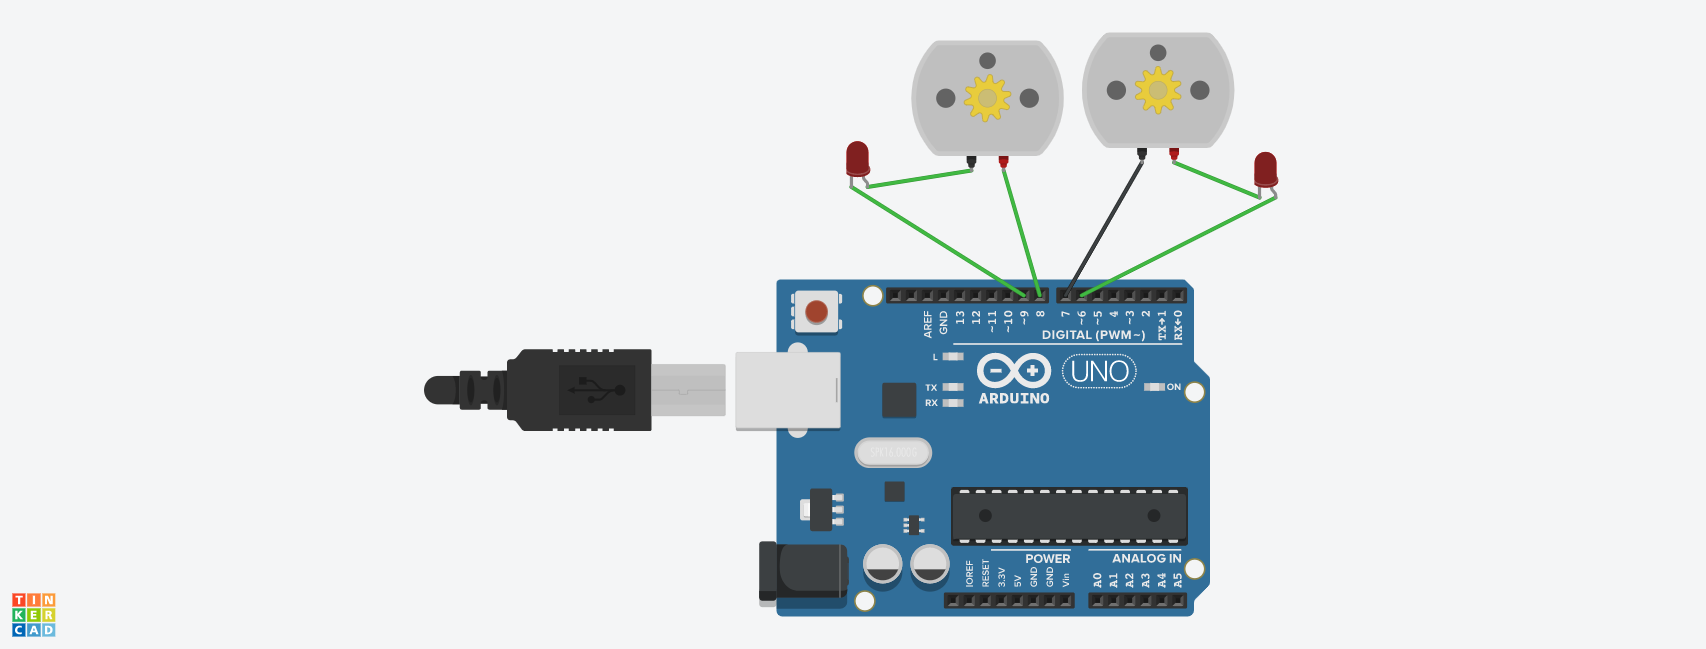 AREF
GND
13
12
~11
~10
~9
8
7
~6
~5
4
~3
2
TX→1
RX←0
DIGITAL (PWM~)
L
TX
RX
UNO
ON
ARDUINO
POWER
ANALOG IN
IOREF
RESET
3.3V
5V
GND
GND
Vin
A0
A1
A2
A3
A4
A5
TIN
KER
CAD